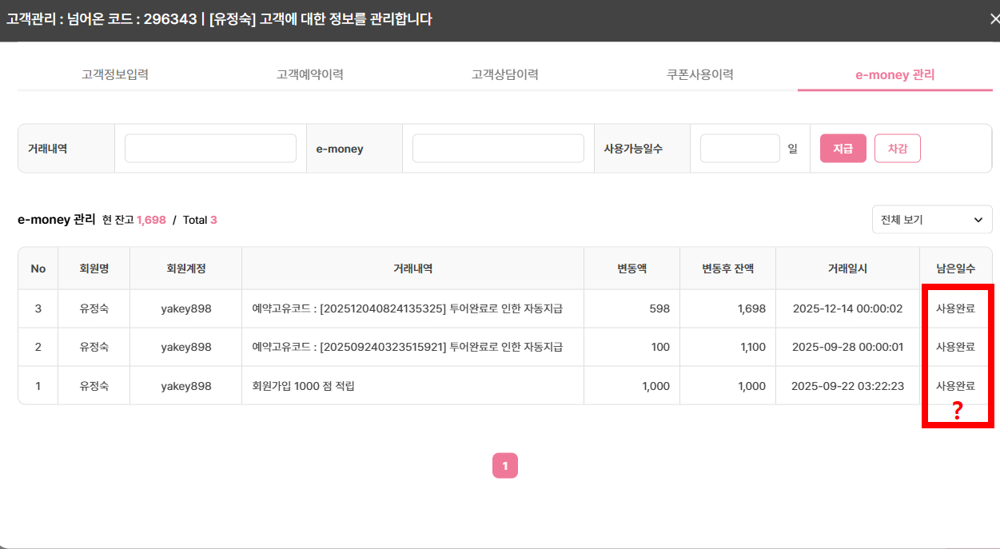 고객관리 : 넘어온 코드 : 296343 | [유정숙] 고객에 대한 정보를 관리합니다
고객정보입력 고객예약이력 고객상담이력 쿠폰사용이력 e-money 관리
거래내역 e-money 사용가능일수 일 지급 차감
e-money 관리 현 잔고 1,698 / Total 3 전체 보기
No 회원명 회원계정 거래내역 변동액 변동후 잔액 거래일시 남은일수
3 유정숙 yakey898 예약고유코드 : [202512040824135325] 투어완료로 인한 자동지급 598 1,698 2025-12-14 00:00:02 사용완료
2 유정숙 yakey898 예약고유코드 : [202509240323515921] 투어완료로 인한 자동지급 100 1,100 2025-09-28 00:00:01 사용완료
1 유정숙 yakey898 회원가입 1000 점 적립 1,000 1,000 2025-09-22 03:22:23 사용완료
?
1